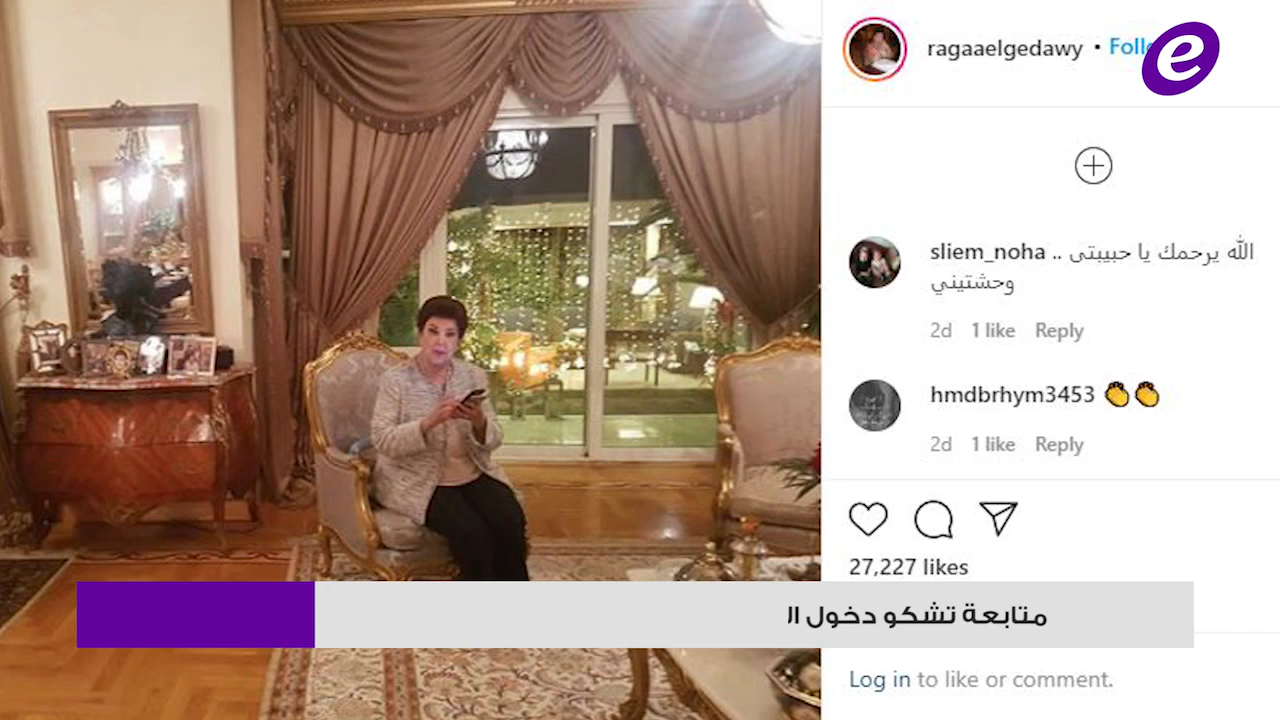 ragaaelgedawy • Foll
e
sliem_noha الله يرحمك يا حبيبتى ..
وحشتيني
2d 1 like Reply
hmdbrhym3453 👏👏
2d 1 like Reply
27,227 likes
متابعة تشكو دخول ال
Log in to like or comment.